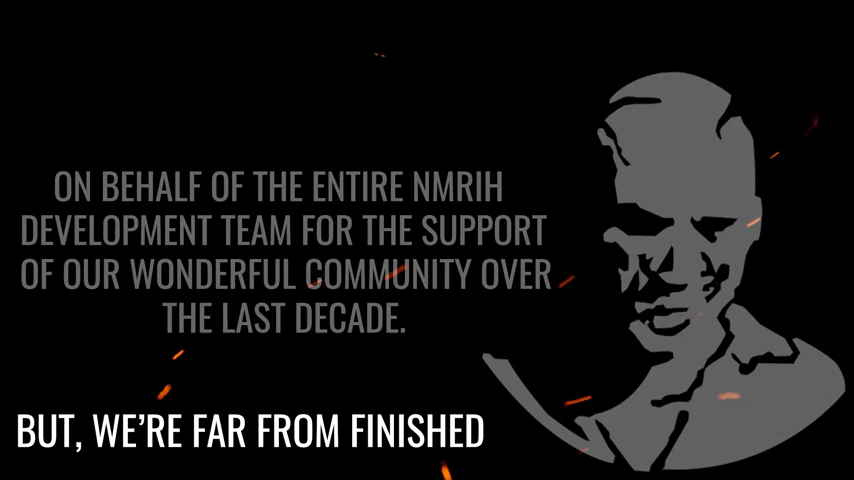 ON BEHALF OF THE ENTIRE NMRIH
DEVELOPMENT TEAM FOR THE SUPPORT
OF OUR WONDERFUL COMMUNITY OVER
THE LAST DECADE.
BUT, WE’RE FAR FROM FINISHED